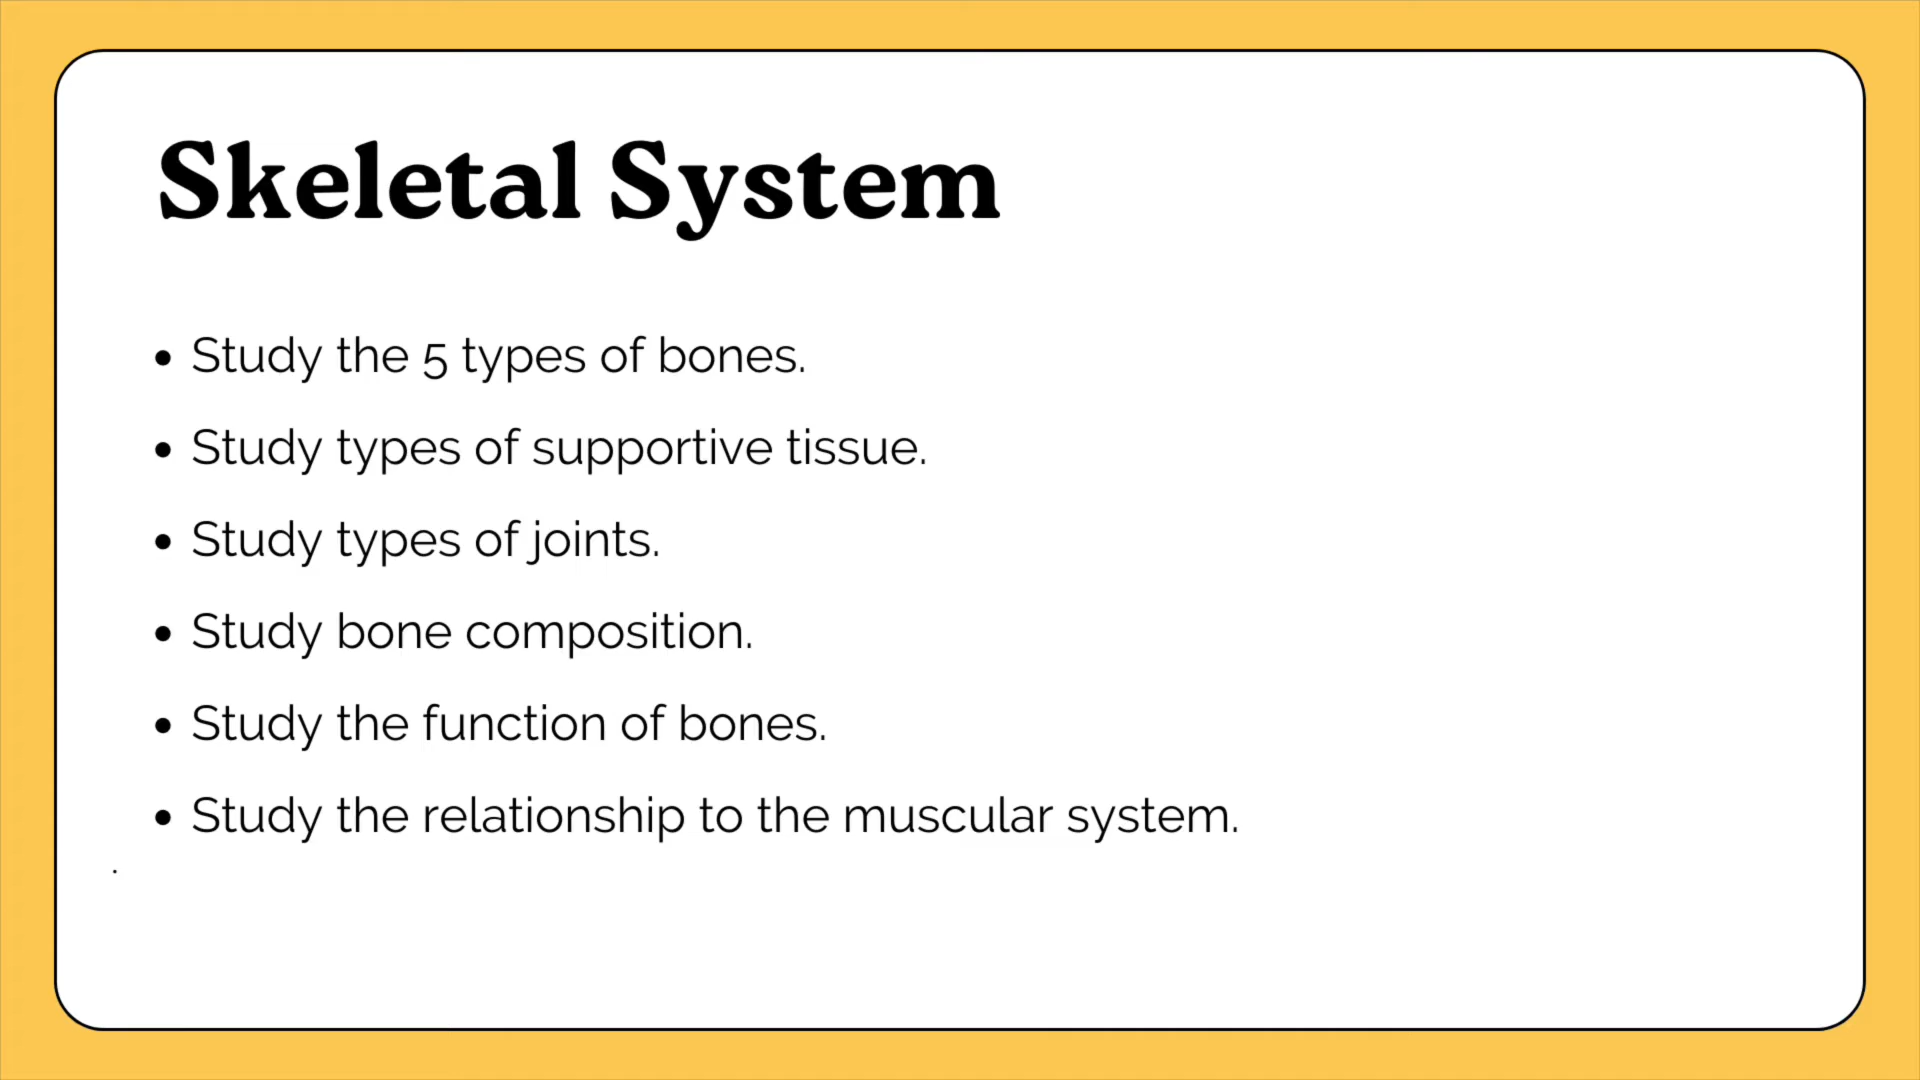 Skeletal System
• Study the 5 types of bones.
• Study types of supportive tissue.
• Study types of joints.
• Study bone composition.
• Study the function of bones.
• Study the relationship to the muscular system.
.